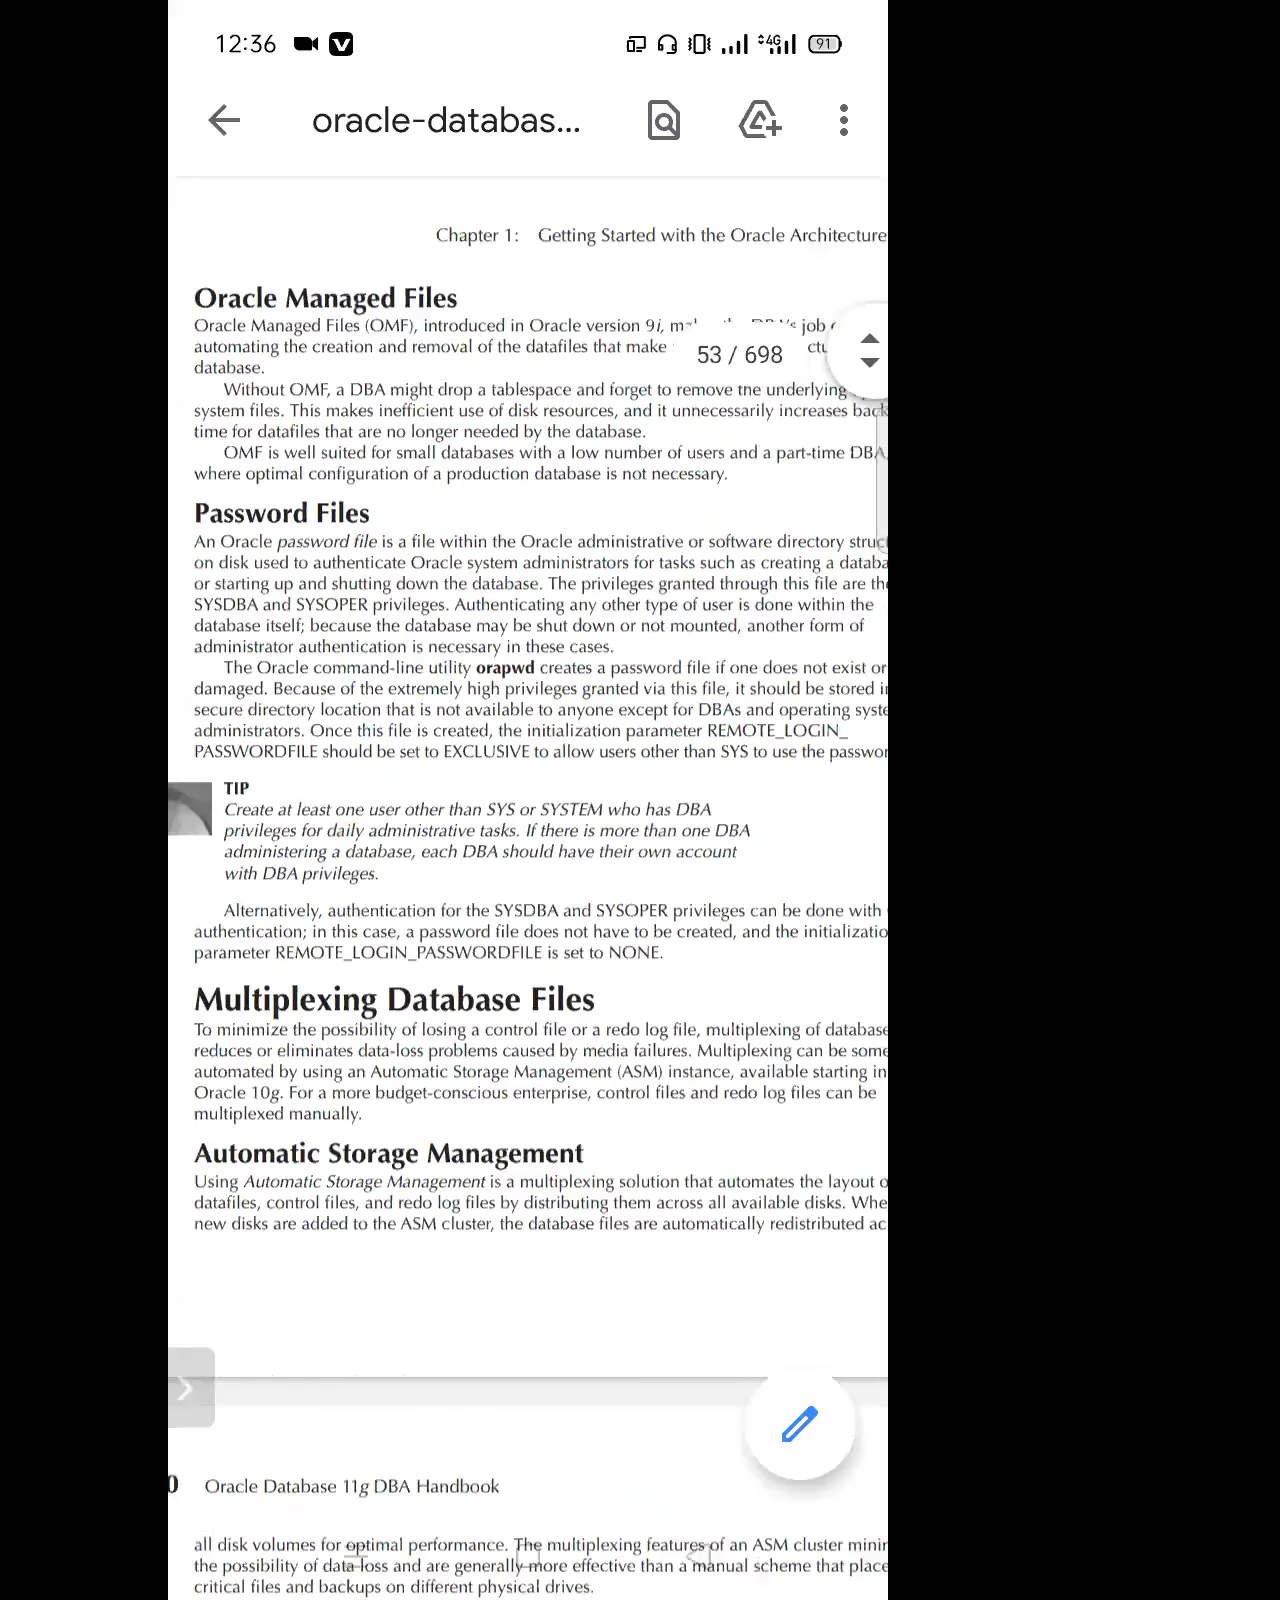 12:36
4G
91
oracle-databas...
Chapter 1: Getting Started with the Oracle Architecture
Oracle Managed Files
Oracle Managed Files (OMF), introduced in Oracle version 9i, job
automating the creation and removal of the datafiles that make
53 / 698
database.
Without OMF, a DBA might drop a tablespace and forget to remove the underlying
system files. This makes inefficient use of disk resources, and it unnecessarily increases back
time for datafiles that are no longer needed by the database.
OMF is well suited for small databases with a low number of users and a part-time DBA
where optimal configuration of a production database is not necessary.
Password Files
An Oracle password file is a file within the Oracle administrative or software directory struc
on disk used to authenticate Oracle system administrators for tasks such as creating a databa
or starting up and shutting down the database. The privileges granted through this file are the
SYSDBA and SYSOPER privileges. Authenticating any other type of user is done within the
database itself; because the database may be shut down or not mounted, another form of
administrator authentication is necessary in these cases.
The Oracle command-line utility orapwd creates a password file if one does not exist or
damaged. Because of the extremely high privileges granted via this file, it should be stored in
secure directory location that is not available to anyone except for DBAs and operating syste
administrators. Once this file is created, the initialization parameter REMOTE_LOGIN_
PASSWORDFILE should be set to EXCLUSIVE to allow users other than SYS to use the passwor
TIP
Create at least one user other than SYS or SYSTEM who has DBA
privileges for daily administrative tasks. If there is more than one DBA
administering a database, each DBA should have their own account
with DBA privileges.
Alternatively, authentication for the SYSDBA and SYSOPER privileges can be done with
authentication; in this case, a password file does not have to be created, and the initializatio
parameter REMOTE_LOGIN_PASSWORDFILE is set to NONE.
Multiplexing Database Files
To minimize the possibility of losing a control file or a redo log file, multiplexing of database
reduces or eliminates data-loss problems caused by media failures. Multiplexing can be some
automated by using an Automatic Storage Management (ASM) instance, available starting in
Oracle 10g. For a more budget-conscious enterprise, control files and redo log files can be
multiplexed manually.
Automatic Storage Management
Using Automatic Storage Management is a multiplexing solution that automates the layout o
datafiles, control files, and redo log files by distributing them across all available disks. Whe
new disks are added to the ASM cluster, the database files are automatically redistributed ac
0 Oracle Database 11g DBA Handbook
all disk volumes for optimal performance. The multiplexing features of an ASM cluster minim
the possibility of data loss and are generally more effective than a manual scheme that place
critical files and backups on different physical drives.